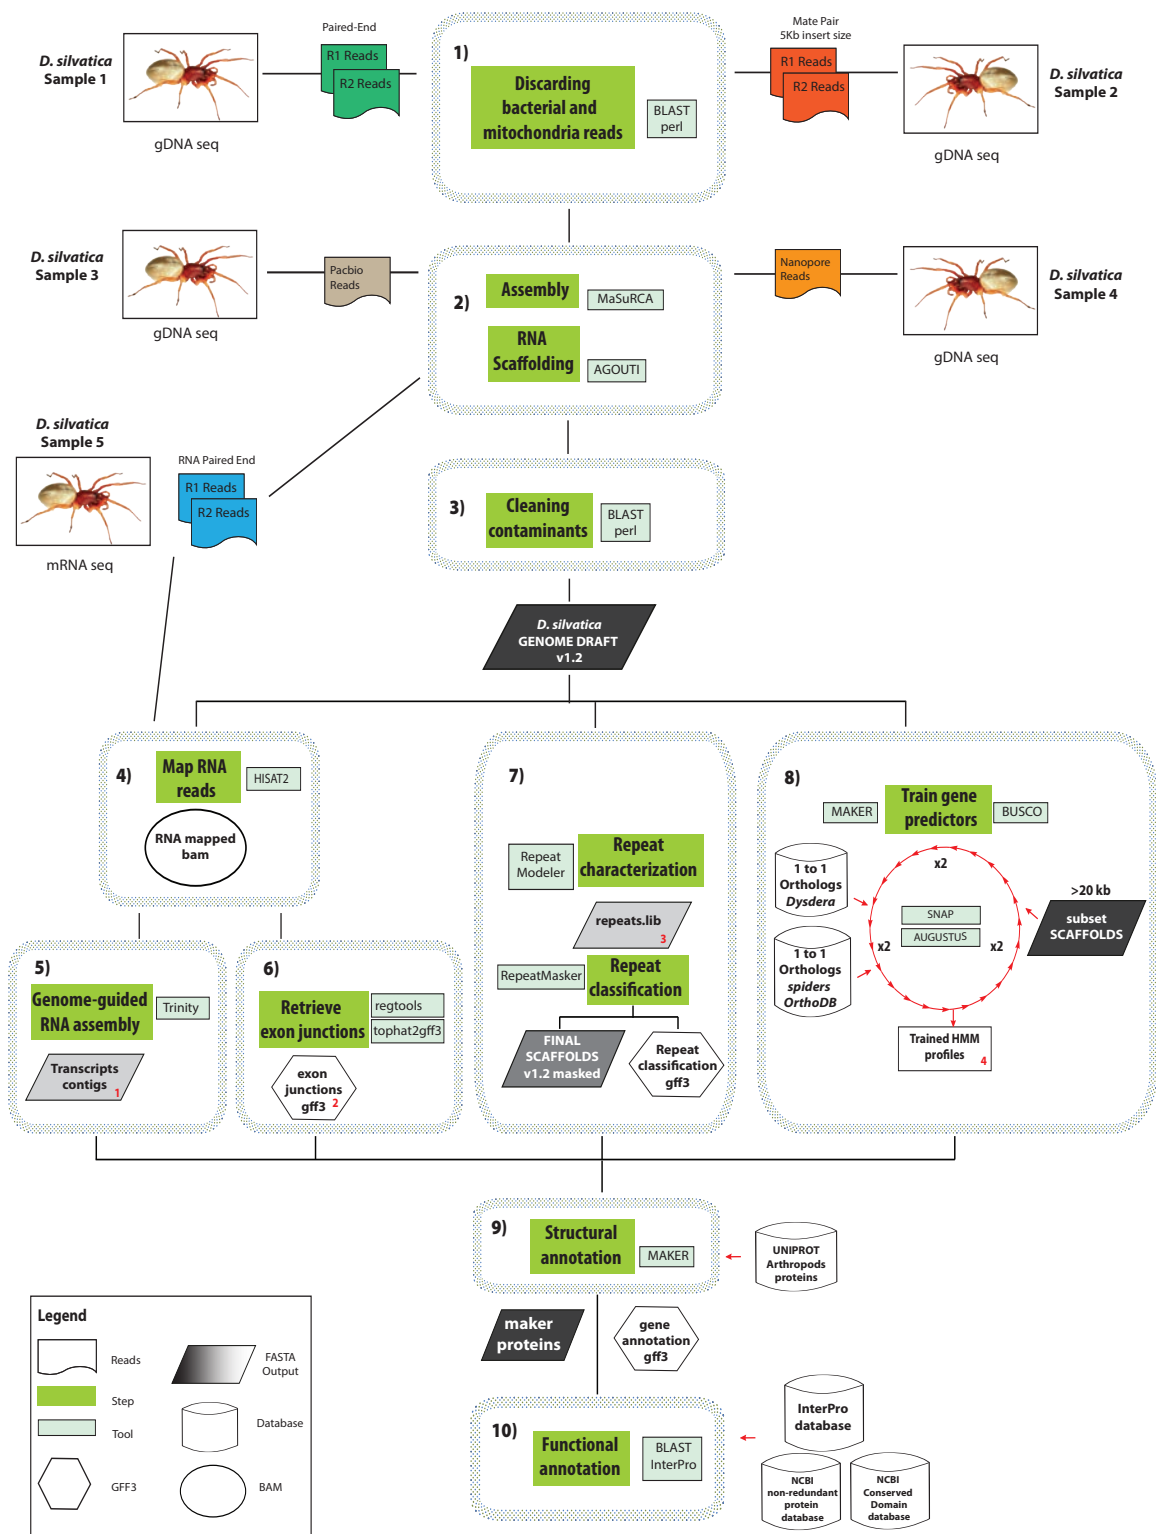 D. silvatica
Sample 1
gDNA seq
Paired-End
R1 Reads
R2 Reads
1)
Discarding
bacterial and
mitochondria reads
BLAST
perl
Mate Pair
5Kb insert size
R1 Reads
R2 Reads
D. silvatica
Sample 2
gDNA seq
D. silvatica
Sample 3
gDNA seq
Pacbio
Reads
2)
Assembly
MaSuRCA
RNA
Scaffolding
AGOUTI
Nanopore
Reads
D. silvatica
Sample 4
gDNA seq
D. silvatica
Sample 5
mRNA seq
RNA Paired End
R1 Reads
R2 Reads
3)
Cleaning
contaminants
BLAST
perl
D. silvatica
GENOME DRAFT
v1.2
4)
Map RNA
reads
HISAT2
RNA mapped
bam
5)
Genome-guided
RNA assembly
Trinity
Transcripts
contigs
1
6)
Retrieve
exon junctions
regtools
tophat2gff3
exon
junctions
gff3 2
7)
Repeat
Modeler
Repeat
characterization
repeats.lib
3
RepeatMasker
Repeat
classification
FINAL
SCAFFOLDS
v1.2 masked
Repeat
classification
gff3
8)
MAKER
Train gene
predictors
BUSCO
1 to 1
Orthologs
Dysdera
1 to 1
Orthologs
spiders
OrthoDB
x2
x2
x2
SNAP
AUGUSTUS
>20 kb
subset
SCAFFOLDS
Trained HMM
profiles
4
9)
Structural
annotation
MAKER
UNIPROT
Arthropods
proteins
maker
proteins
gene
annotation
gff3
10)
Functional
annotation
BLAST
InterPro
InterPro
database
NCBI
non-redundant
protein
database
NCBI
Conserved
Domain
database
Legend
Reads
Step
Tool
GFF3
FASTA
Output
Database
BAM